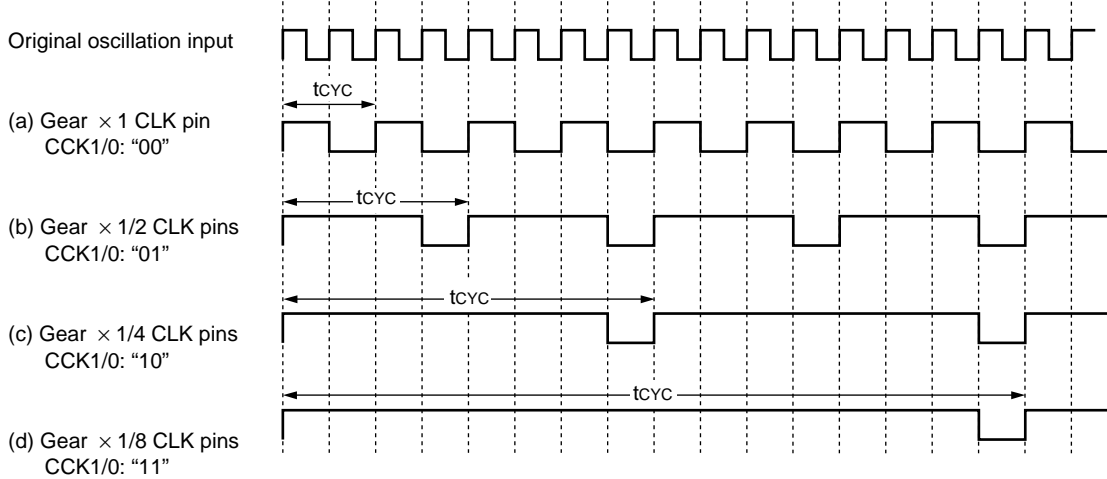 Original oscillation input
tCYC
(a) Gear × 1 CLK pin
CCK1/0: “00”
tCYC
(b) Gear × 1/2 CLK pins
CCK1/0: “01”
tCYC
(c) Gear × 1/4 CLK pins
CCK1/0: “10”
tCYC
(d) Gear × 1/8 CLK pins
CCK1/0: “11”